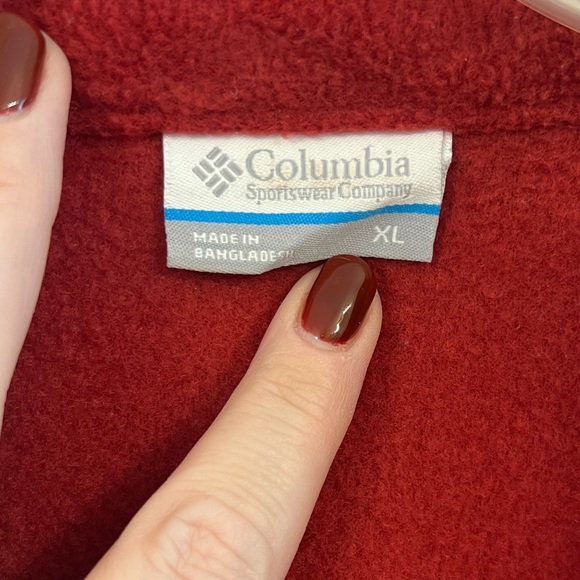 Columbia
Sportswear Company
MADE IN
BANGLADESH
XL